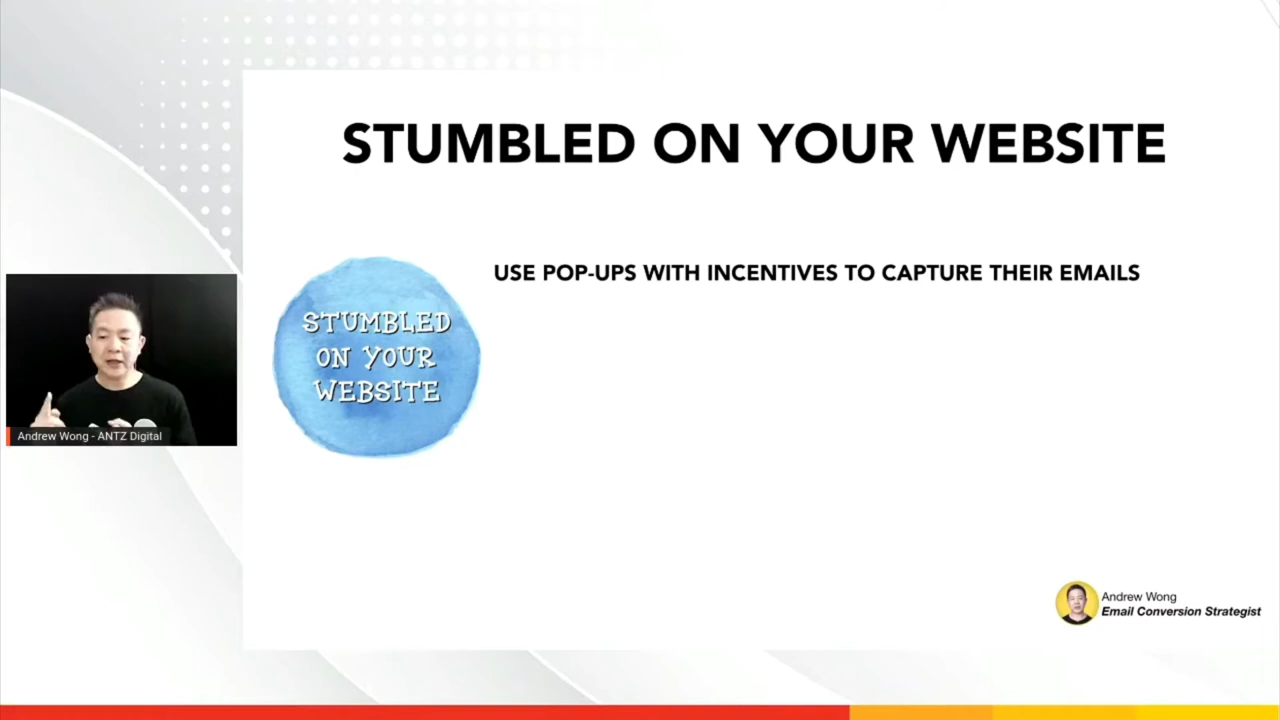 STUMBLED ON YOUR WEBSITE
USE POP-UPS WITH INCENTIVES TO CAPTURE THEIR EMAILS
STUMBLED
ON YOUR
WEBSITE
Andrew Wong - ANTZ Digital
Andrew Wong
Email Conversion Strategist